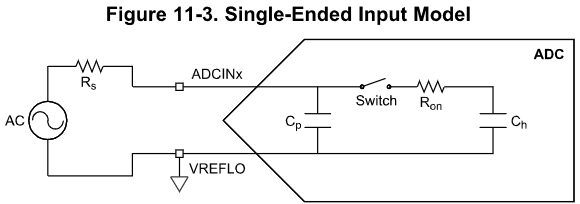 Figure 11-3. Single-Ended Input Model
ADC
ADCINx
Rs
AC
Switch
Ron
Cp
Ch
VREFLO